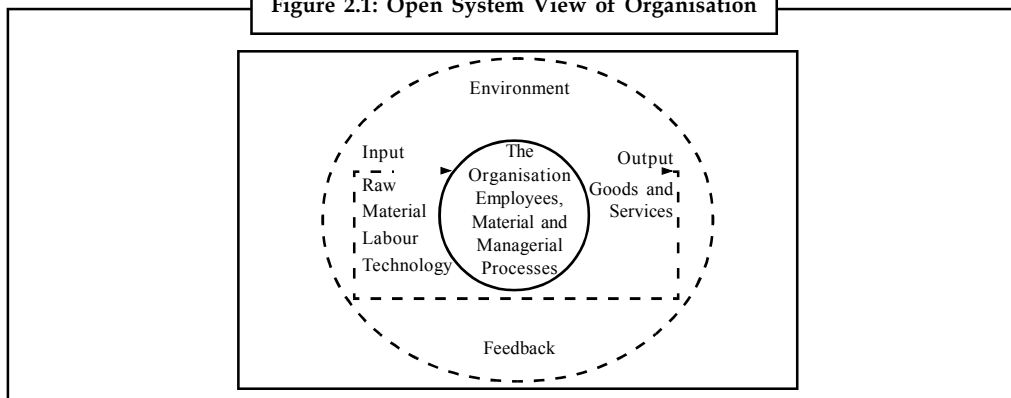 Figure 2.1: Open System View of Organisation
Environment
Input
Raw
Material
Labour
Technology
The
Organisation
Employees,
Material and
Managerial
Processes
Output
Goods and
Services
Feedback